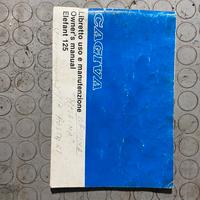 CAGIVA
Libretto uso e manutenzione
Owner's manual
Elefant 125